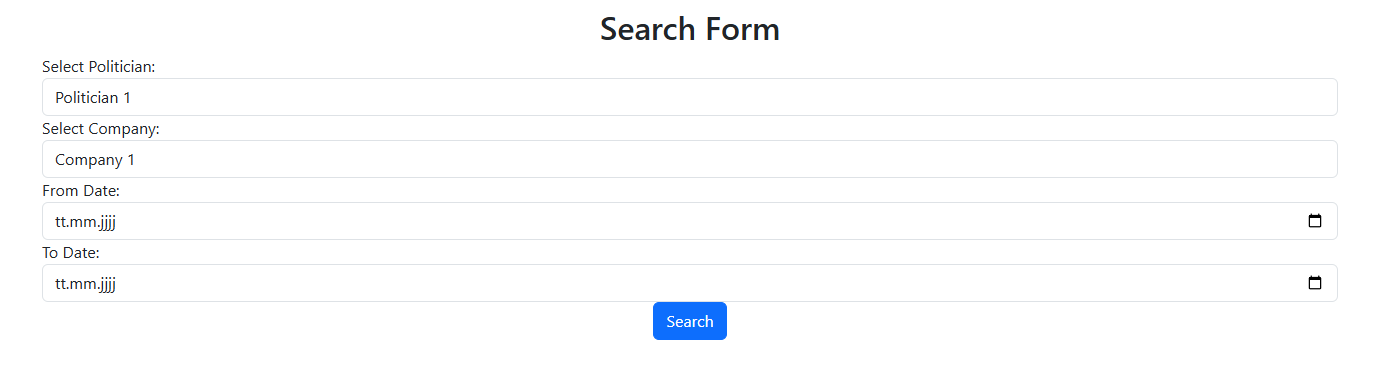 Search Form
Select Politician:
Politician 1
Select Company:
Company 1
From Date:
tt.mm.jjjj
To Date:
tt.mm.jjjj
Search